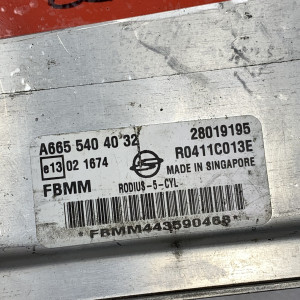 A665 540 40 32 28019195
e13 02 1674 R0411C013E
MADE IN SINGAPORE
FBMM RODIUS-5-CYL
* FBMM443590468 *